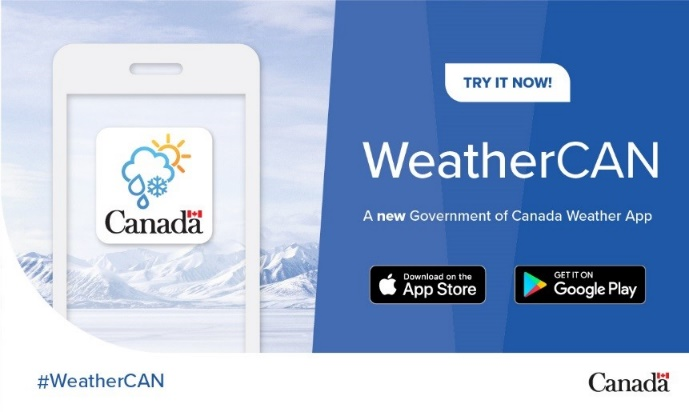 Canada
TRY IT NOW!
WeatherCAN
A new Government of Canada Weather App
Download on the
App Store
GET IT ON
Google Play
#WeatherCAN
Canada